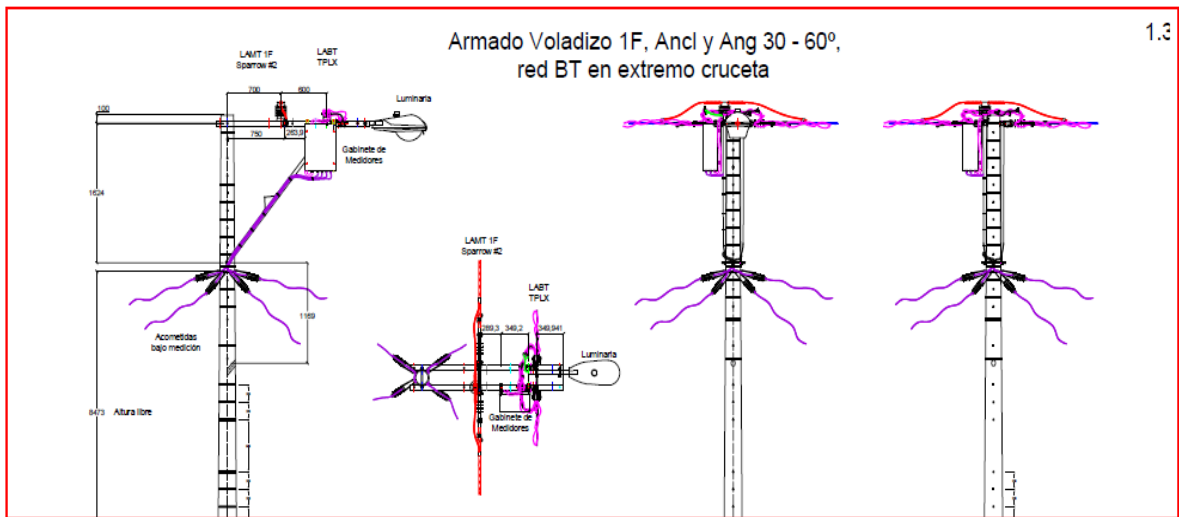 Armado Voladizo 1F, Ancl y Ang 30 - 60º,
red BT en extremo cruceta
1.3
LAMT 1F
Sparrow #2
LABT
TPLX
700
600
Luminaria
100
750
263,9
Gabinete de
Medidores
1624
1169
Acometidas
bajo medición
8473
Altura libre
LAMT 1F
Sparrow #2
LABT
TPLX
289,3
349,2
349,941
Luminaria
Gabinete de
Medidores